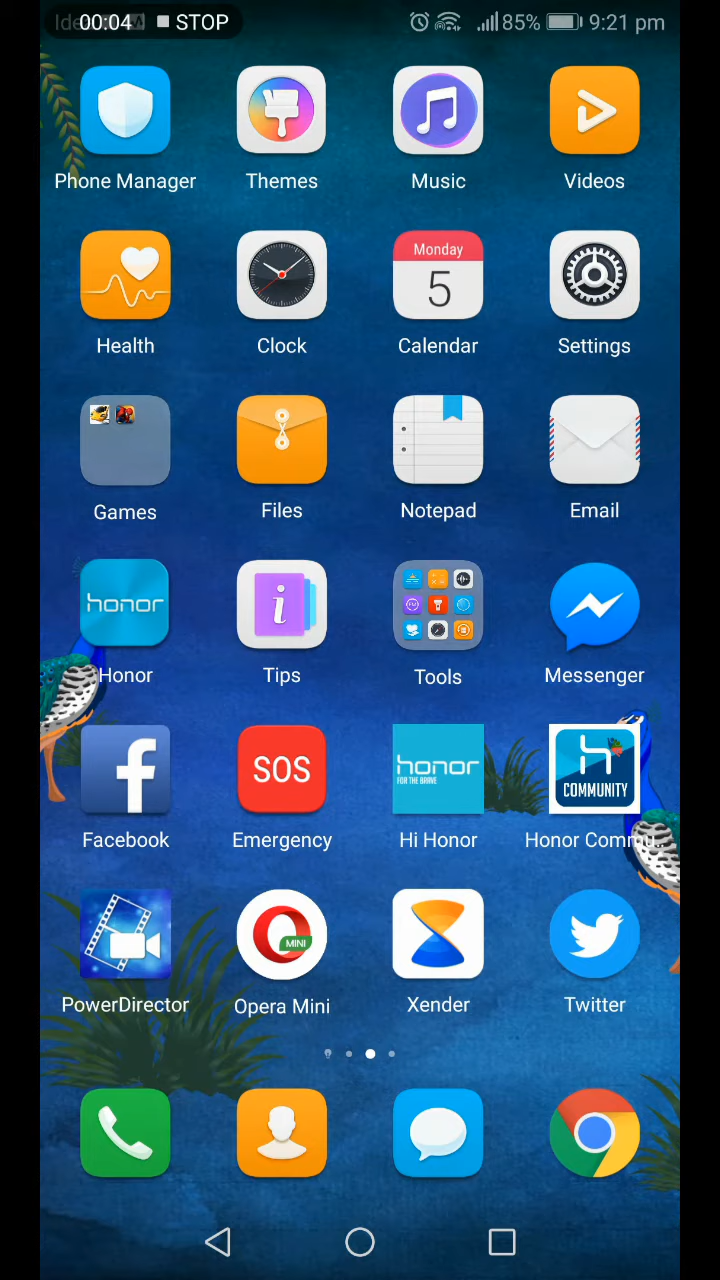 00:04 STOP 85% 9:21 pm
Phone Manager Themes Music Videos
Monday
5
Health Clock Calendar Settings
Games Files Notepad Email
honor
i
Honor Tips Tools Messenger
f SOS honor h
FOR THE BRAVE COMMUNITY
Facebook Emergency Hi Honor Honor Commu..
MINI
PowerDirector Opera Mini Xender Twitter